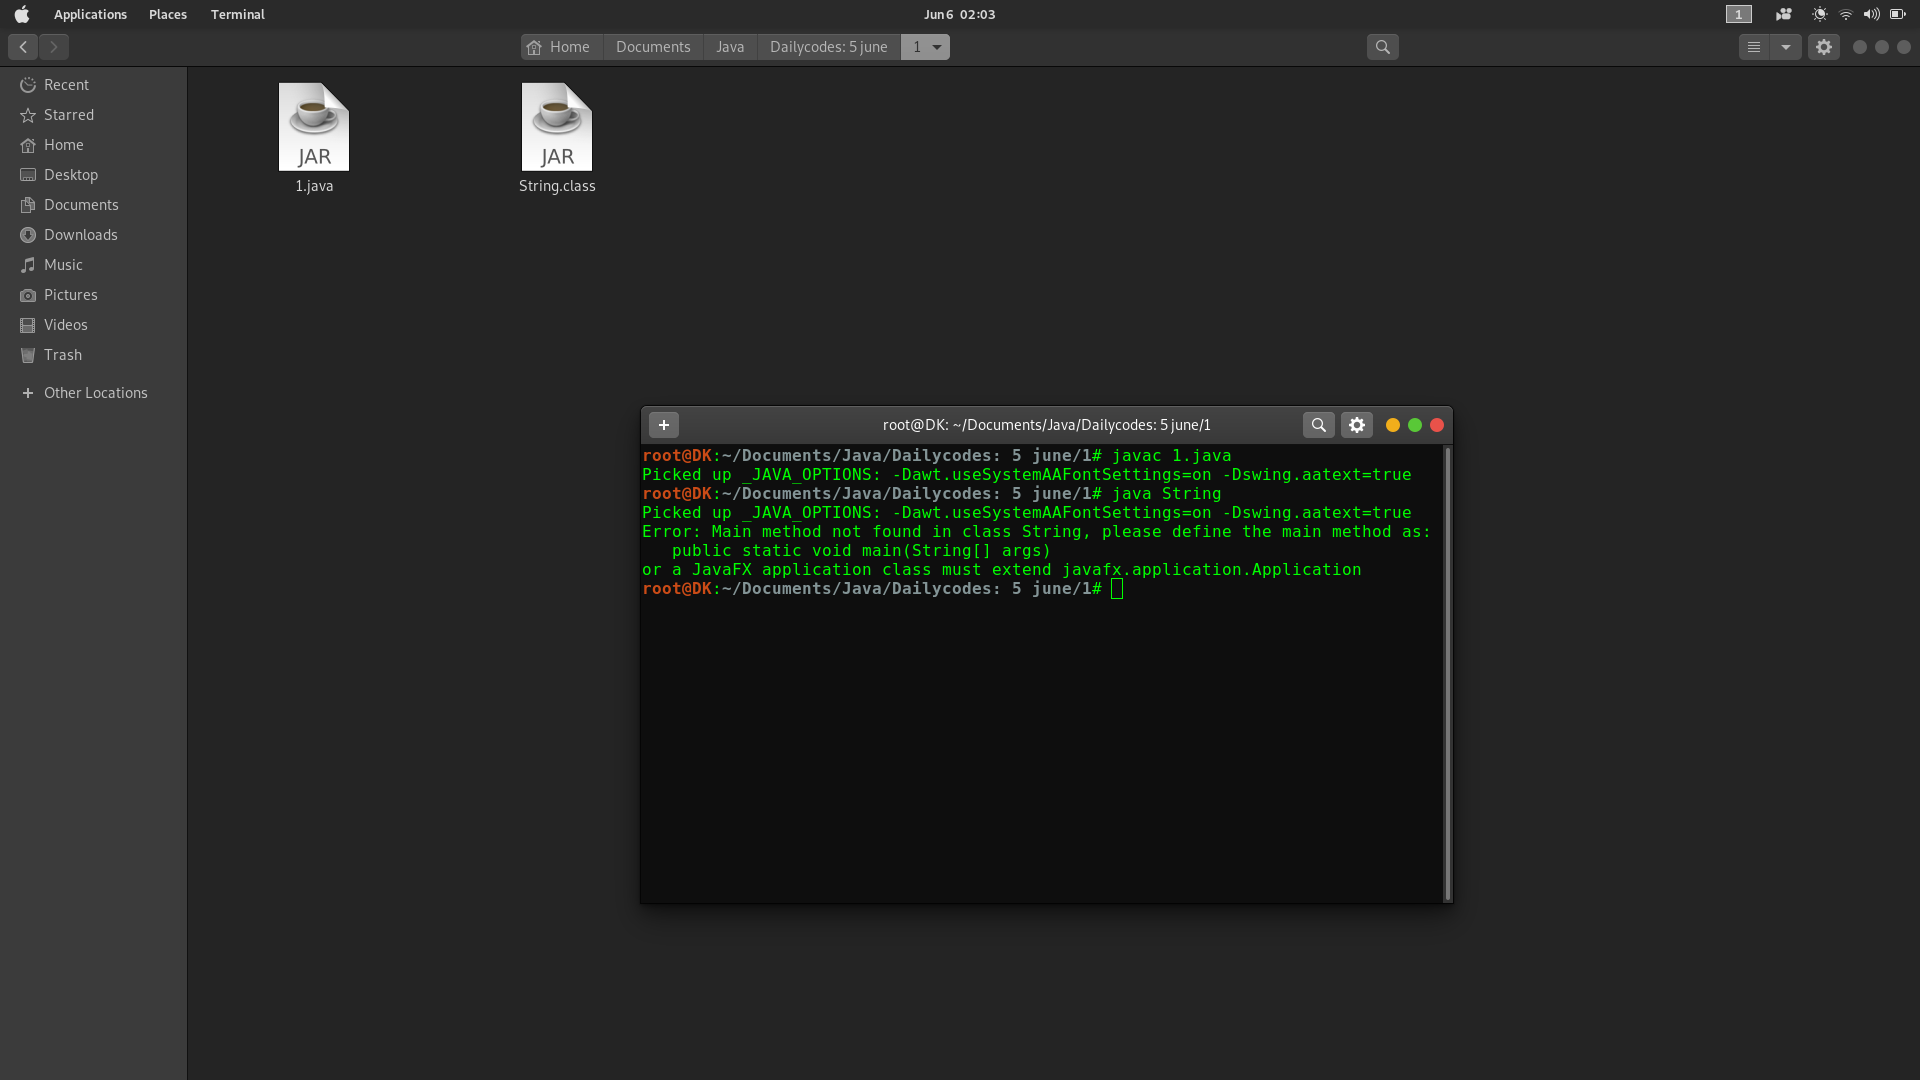 Applications Places Terminal Jun 6 02:03 1
Home Documents Java Dailycodes: 5 june 1
Recent
Starred
Home
Desktop
Documents
Downloads
Music
Pictures
Videos
Trash
Other Locations
JAR JAR
1.java String.class
root@DK: ~/Documents/Java/Dailycodes: 5 june/1
root@DK:~/Documents/Java/Dailycodes: 5 june/1# javac 1.java
Picked up _JAVA_OPTIONS: -Dawt.useSystemAAFontSettings=on -Dswing.aatext=true
root@DK:~/Documents/Java/Dailycodes: 5 june/1# java String
Picked up _JAVA_OPTIONS: -Dawt.useSystemAAFontSettings=on -Dswing.aatext=true
Error: Main method not found in class String, please define the main method as:
   public static void main(String[] args)
or a JavaFX application class must extend javafx.application.Application
root@DK:~/Documents/Java/Dailycodes: 5 june/1#